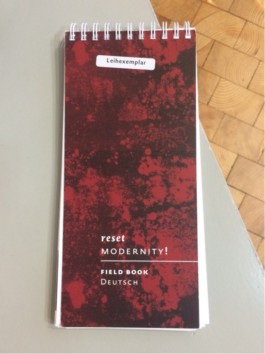 Leihexemplar
reset
MODERNITY!
FIELD BOOK
DEUTSCH